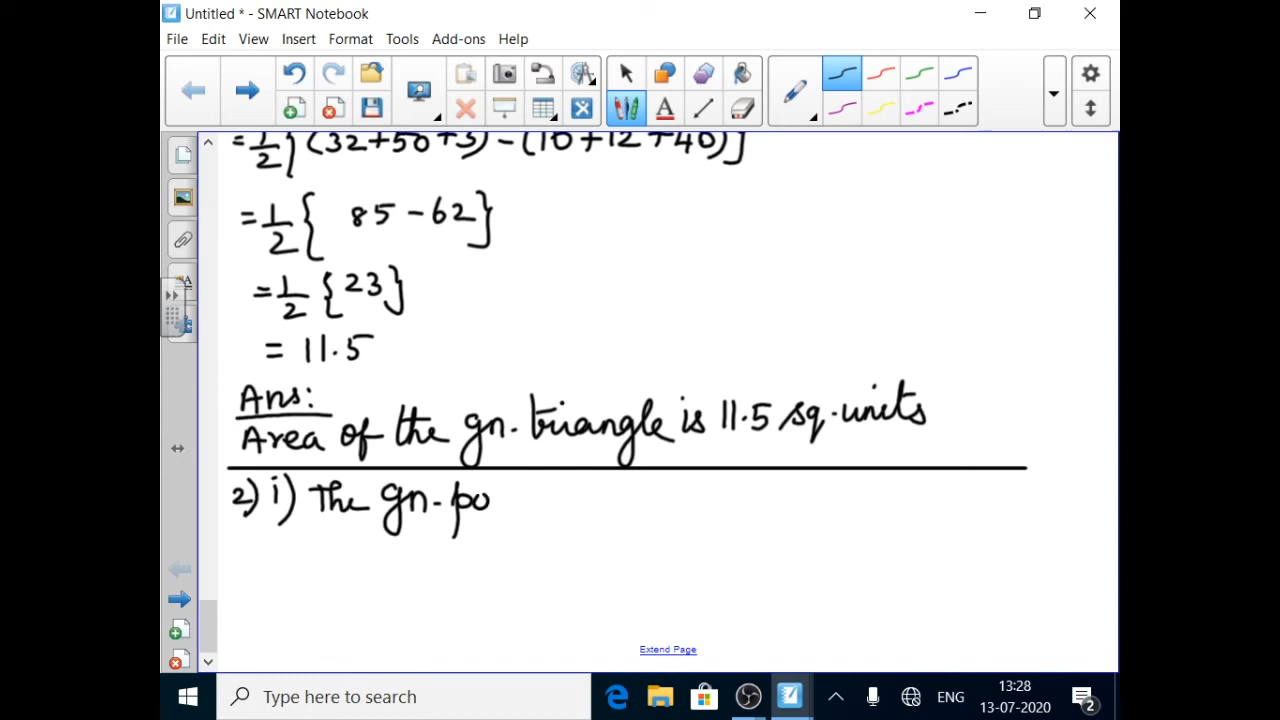 Untitled * - SMART Notebook
File Edit View Insert Format Tools Add-ons Help
=1/2{(32+50+3)-(10+12+40)}
=1/2{ 85-62}
=1/2{23}
= 11.5
Ans:
Area of the gn. triangle is 11.5 sq.units
2) i) The gn. po
Extend Page
Type here to search
ENG
13:28
13-07-2020
2